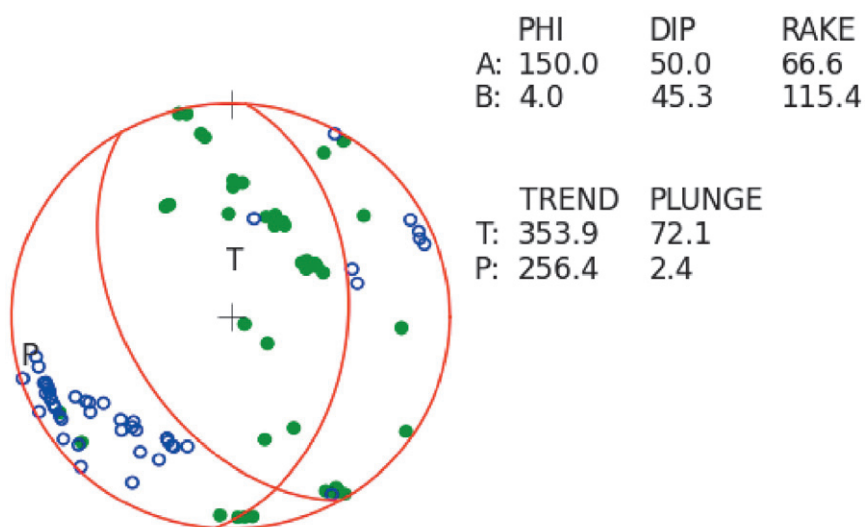 PHI DIP RAKE
A: 150.0 50.0 66.6
B: 4.0 45.3 115.4
TREND PLUNGE
T: 353.9 72.1
P: 256.4 2.4
T
P